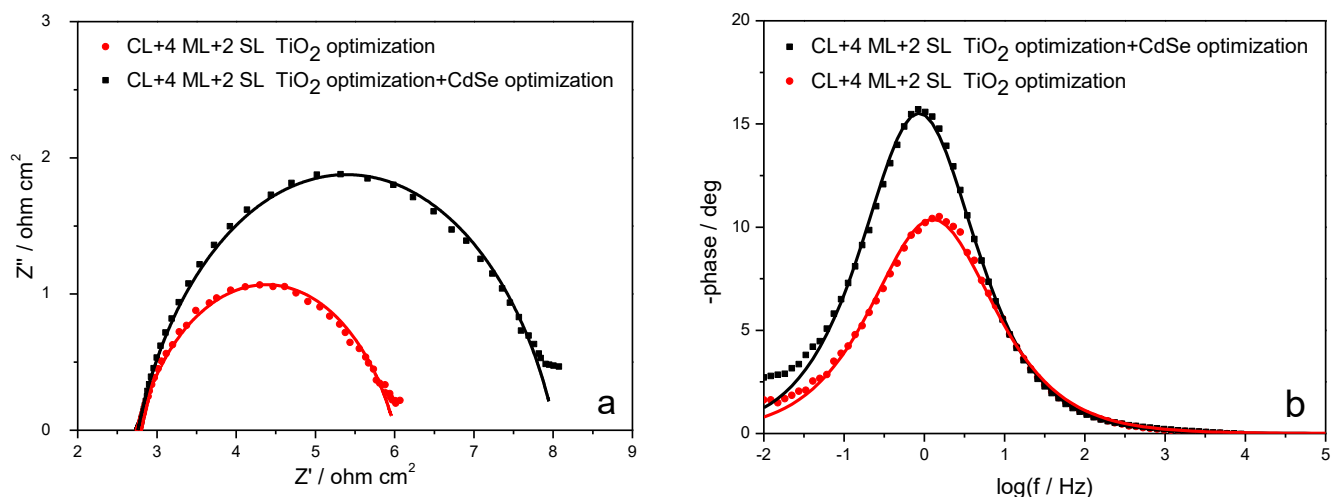 CL+4 ML+2 SL TiO2 optimization
CL+4 ML+2 SL TiO2 optimization+CdSe optimization
3
2
1
0
Z'' / ohm cm2
2
3
4
5
6
7
8
9
Z' / ohm cm2
a
CL+4 ML+2 SL TiO2 optimization+CdSe optimization
CL+4 ML+2 SL TiO2 optimization
20
15
10
5
0
-phase / deg
-2
-1
0
1
2
3
4
5
log(f / Hz)
b